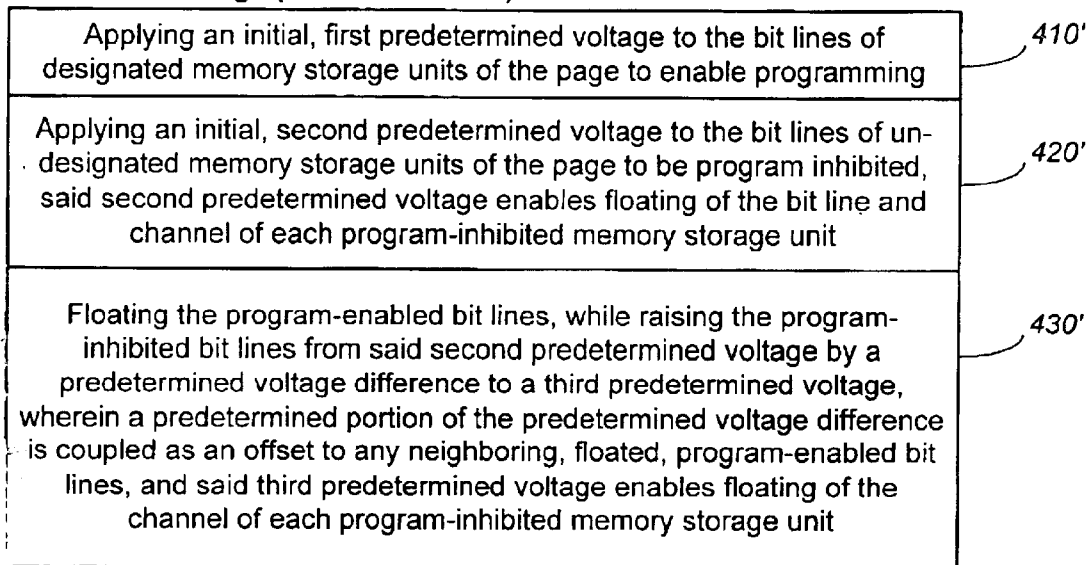 Applying an initial, first predetermined voltage to the bit lines of
designated memory storage units of the page to enable programming
410'
Applying an initial, second predetermined voltage to the bit lines of un-
designated memory storage units of the page to be program inhibited,
said second predetermined voltage enables floating of the bit line and
channel of each program-inhibited memory storage unit
420'
Floating the program-enabled bit lines, while raising the program-
inhibited bit lines from said second predetermined voltage by a
predetermined voltage difference to a third predetermined voltage,
wherein a predetermined portion of the predetermined voltage difference
is coupled as an offset to any neighboring, floated, program-enabled bit
lines, and said third predetermined voltage enables floating of the
channel of each program-inhibited memory storage unit
430'